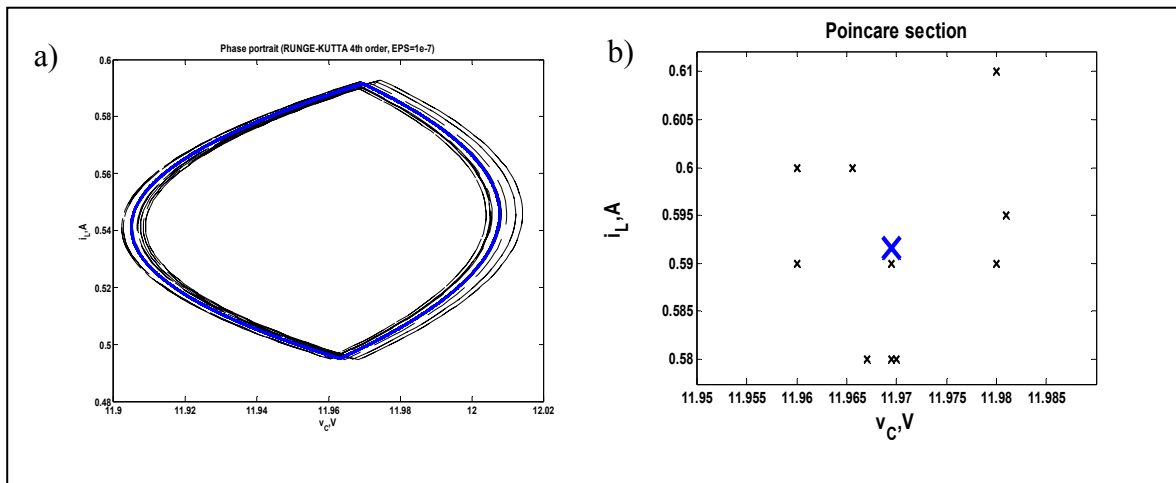 a)
Phase portrait (RUNGE-KUTTA 4th order, EPS=1e-7)
0.6
0.58
0.56
0.54
0.52
0.5
0.48
i_L,A
11.9 11.92 11.94 11.96 11.98 12 12.02
v_C,V
b)
Poincare section
0.61
0.605
0.6
0.595
0.59
0.585
0.58
i_L,A
11.95 11.955 11.96 11.965 11.97 11.975 11.98 11.985
v_C,V